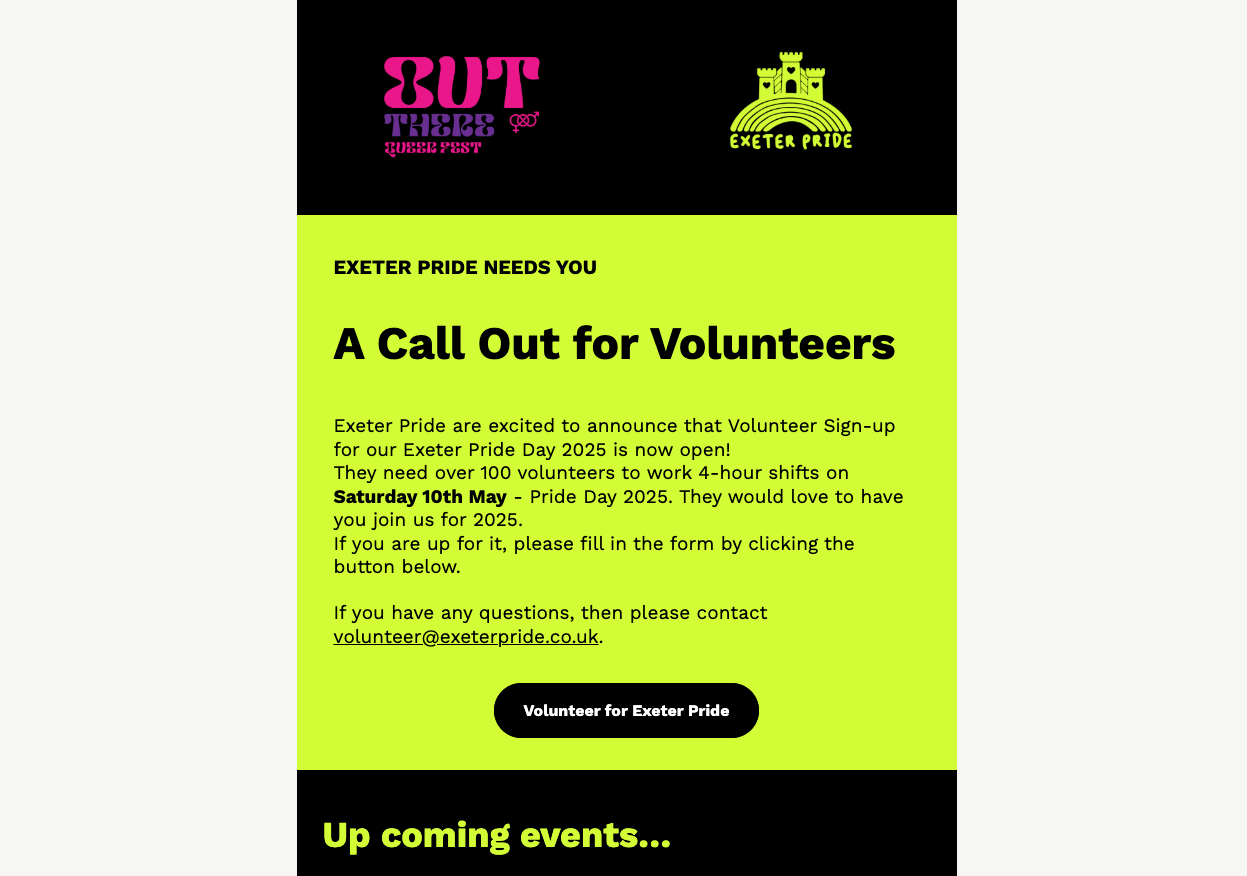 OUT
THERE
QUEER FEST
EXETER PRIDE
EXETER PRIDE NEEDS YOU
A Call Out for Volunteers
Exeter Pride are excited to announce that Volunteer Sign-up
for our Exeter Pride Day 2025 is now open!
They need over 100 volunteers to work 4-hour shifts on
Saturday 10th May - Pride Day 2025. They would love to have
you join us for 2025.
If you are up for it, please fill in the form by clicking the
button below.
If you have any questions, then please contact
volunteer@exeterpride.co.uk.
Volunteer for Exeter Pride
Up coming events...